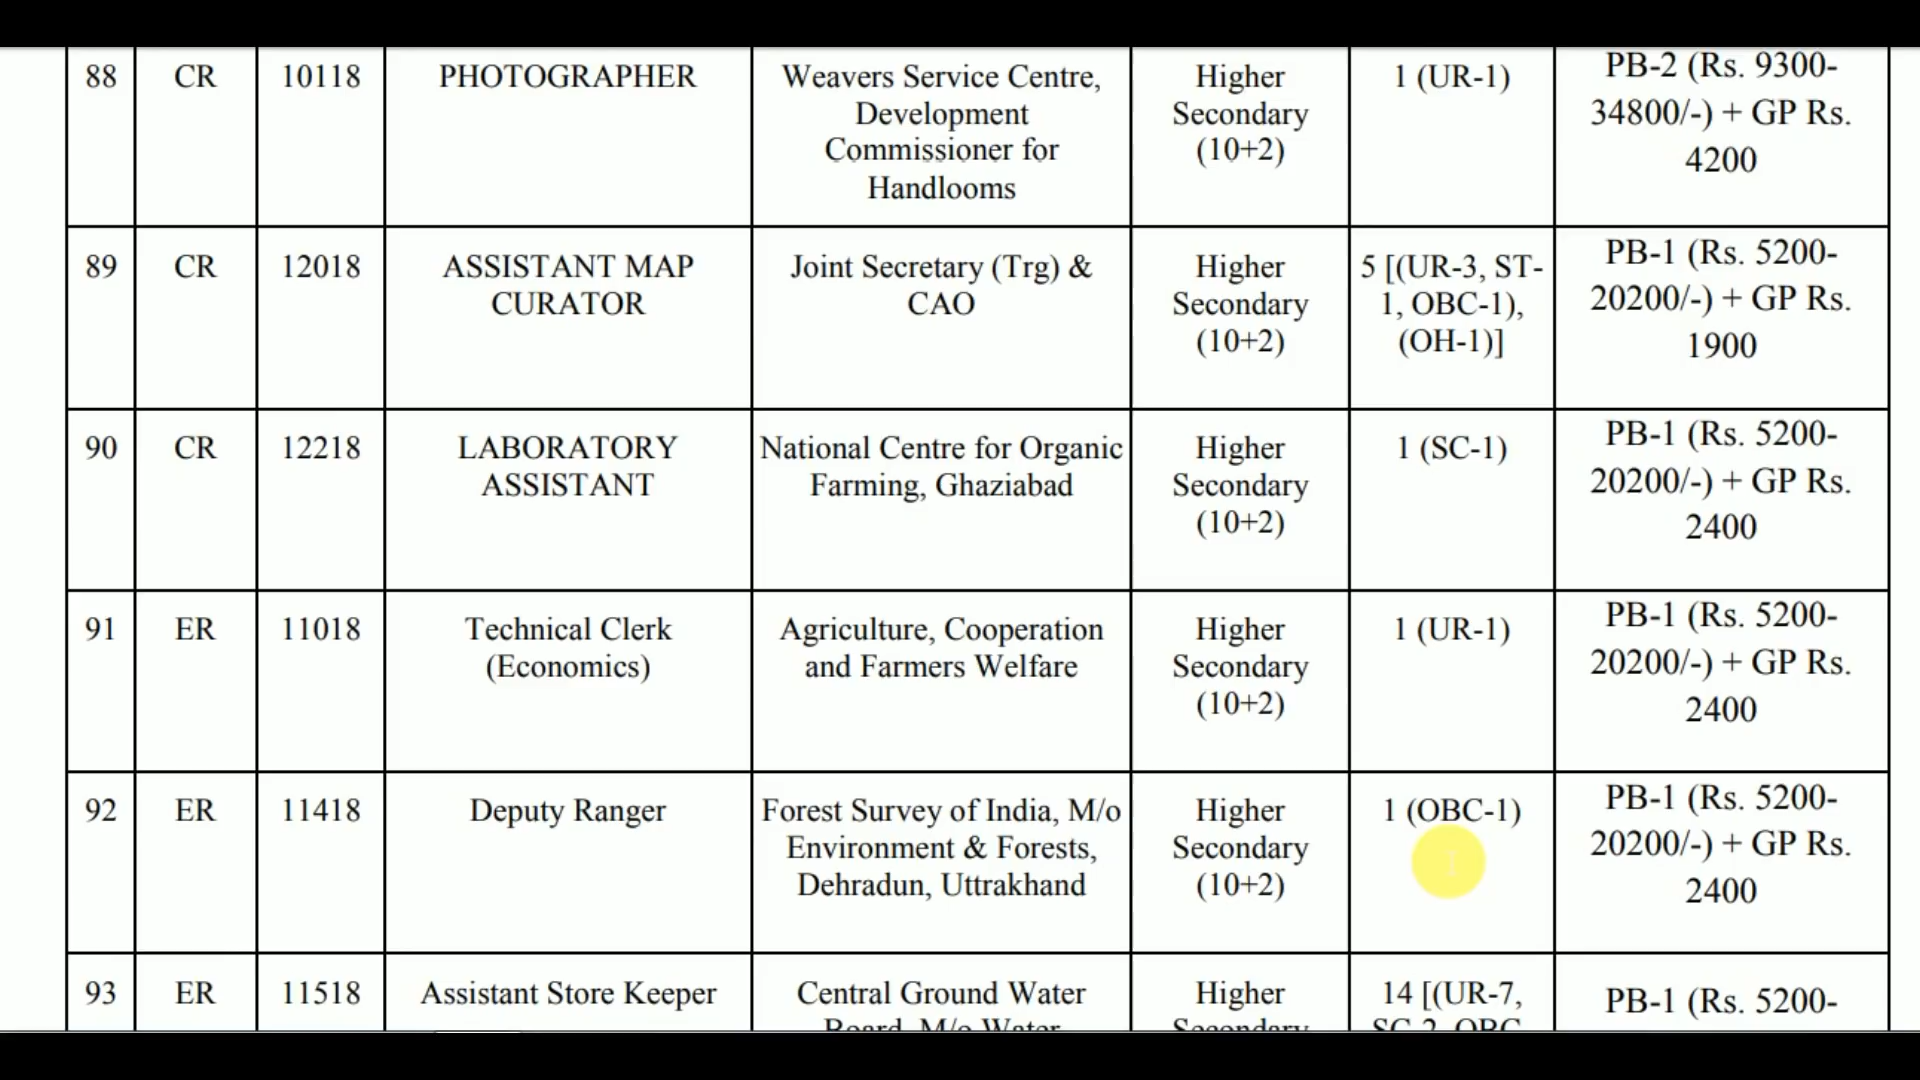 88 CR 10118 PHOTOGRAPHER Weavers Service Centre, Development Commissioner for Handlooms Higher Secondary (10+2) 1 (UR-1) PB-2 (Rs. 9300-34800/-) + GP Rs. 4200
89 CR 12018 ASSISTANT MAP CURATOR Joint Secretary (Trg) & CAO Higher Secondary (10+2) 5 [(UR-3, ST-1, OBC-1), (OH-1)] PB-1 (Rs. 5200-20200/-) + GP Rs. 1900
90 CR 12218 LABORATORY ASSISTANT National Centre for Organic Farming, Ghaziabad Higher Secondary (10+2) 1 (SC-1) PB-1 (Rs. 5200-20200/-) + GP Rs. 2400
91 ER 11018 Technical Clerk (Economics) Agriculture, Cooperation and Farmers Welfare Higher Secondary (10+2) 1 (UR-1) PB-1 (Rs. 5200-20200/-) + GP Rs. 2400
92 ER 11418 Deputy Ranger Forest Survey of India, M/o Environment & Forests, Dehradun, Uttrakhand Higher Secondary (10+2) 1 (OBC-1) PB-1 (Rs. 5200-20200/-) + GP Rs. 2400
93 ER 11518 Assistant Store Keeper Central Ground Water Board, M/o Water Higher Secondary 14 [(UR-7, SC-2, OBC PB-1 (Rs. 5200-